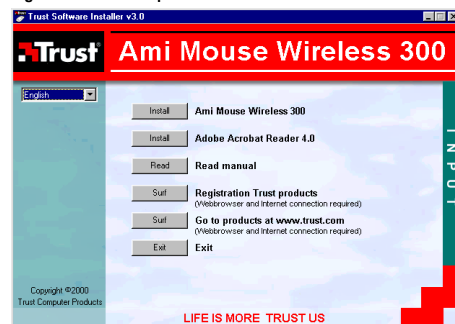 Trust Software Installer v3.0
Trust
Ami Mouse Wireless 300
English
Install Ami Mouse Wireless 300
Install Adobe Acrobat Reader 4.0
Read Read manual
Surf Registration Trust products
(Webbrowser and Internet connection required)
Surf Go to products at www.trust.com
(Webbrowser and Internet connection required)
Exit Exit
INPUT
Copyright ©2000
Trust Computer Products
LIFE IS MORE TRUST US